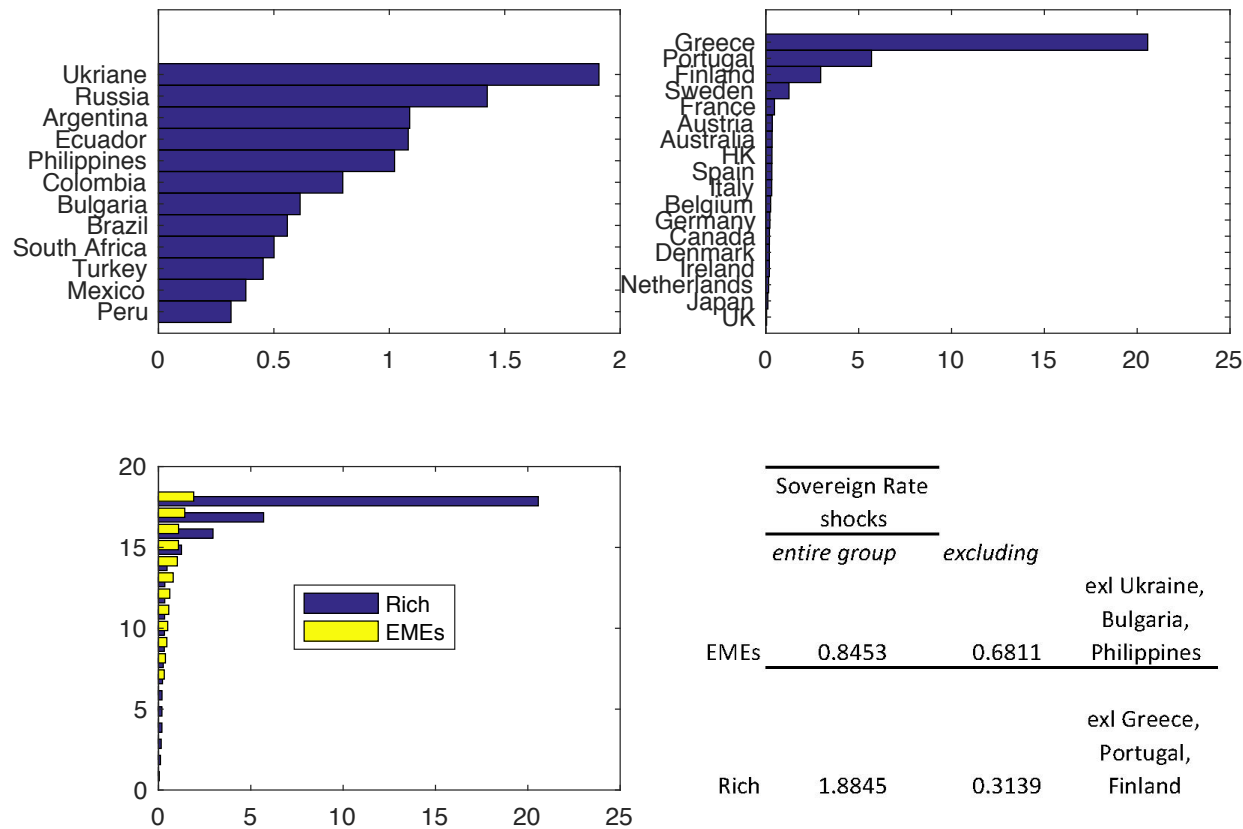 Ukriane
Russia
Argentina
Ecuador
Philippines
Colombia
Bulgaria
Brazil
South Africa
Turkey
Mexico
Peru
0 0.5 1 1.5 2
Greece
Portugal
Finland
Sweden
France
Austria
Australia
HK
Spain
Italy
Belgium
Germany
Canada
Denmark
Ireland
Netherlands
Japan
UK
0 5 10 15 20 25
20
15
10
5
0
0 5 10 15 20 25
Rich
EMEs
Sovereign Rate
shocks
entire group excluding
exl Ukraine,
Bulgaria,
EMEs 0.8453 0.6811 Philippines
exl Greece,
Portugal,
Rich 1.8845 0.3139 Finland